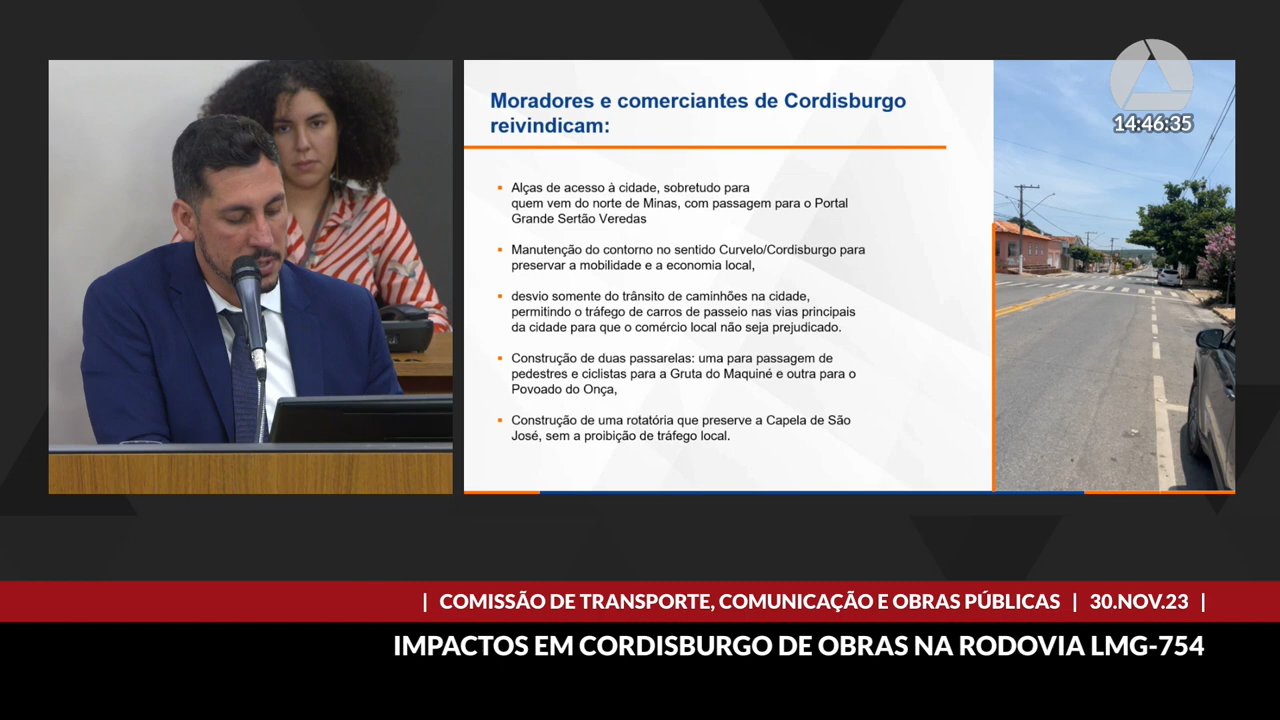 14:46:35
Moradores e comerciantes de Cordisburgo
reivindicam:
▪ Alças de acesso à cidade, sobretudo para
quem vem do norte de Minas, com passagem para o Portal
Grande Sertão Veredas
▪ Manutenção do contorno no sentido Curvelo/Cordisburgo para
preservar a mobilidade e a economia local,
▪ desvio somente do trânsito de caminhões na cidade,
permitindo o tráfego de carros de passeio nas vias principais
da cidade para que o comércio local não seja prejudicado.
▪ Construção de duas passarelas: uma para passagem de
pedestres e ciclistas para a Gruta do Maquiné e outra para o
Povoado do Onça,
▪ Construção de uma rotatória que preserve a Capela de São
José, sem a proibição de tráfego local.
| COMISSÃO DE TRANSPORTE, COMUNICAÇÃO E OBRAS PÚBLICAS | 30.NOV.23 |
IMPACTOS EM CORDISBURGO DE OBRAS NA RODOVIA LMG-754